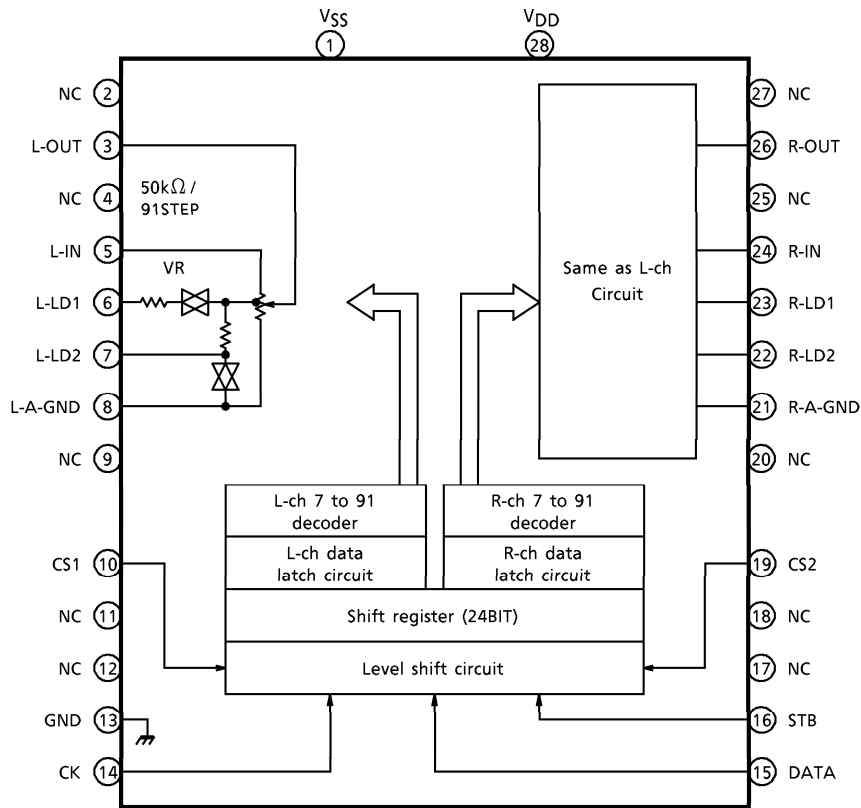 VSS VDD
1 28
NC 2 27 NC
L-OUT 3 26 R-OUT
NC 4 25 NC
50kΩ /
91STEP
L-IN 5 24 R-IN
VR
Same as L-ch
Circuit
L-LD1 6 23 R-LD1
L-LD2 7 22 R-LD2
L-A-GND 8 21 R-A-GND
NC 9 20 NC
L-ch 7 to 91
decoder
R-ch 7 to 91
decoder
L-ch data
latch circuit
R-ch data
latch circuit
CS1 10 19 CS2
Shift register (24BIT)
NC 11 18 NC
Level shift circuit
NC 12 17 NC
GND 13 16 STB
CK 14 15 DATA